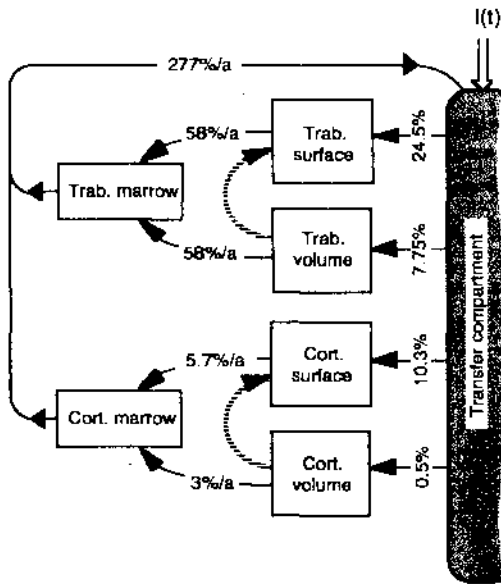 I(t)
277%/a
58%/a
Trab.
surface
24.5%
Trab. marrow
58%/a
Trab.
volume
7.75%
Transfer compartment
5.7%/a
Cort.
surface
10.3%
Cort. marrow
3%/a
Cort.
volume
0.5%